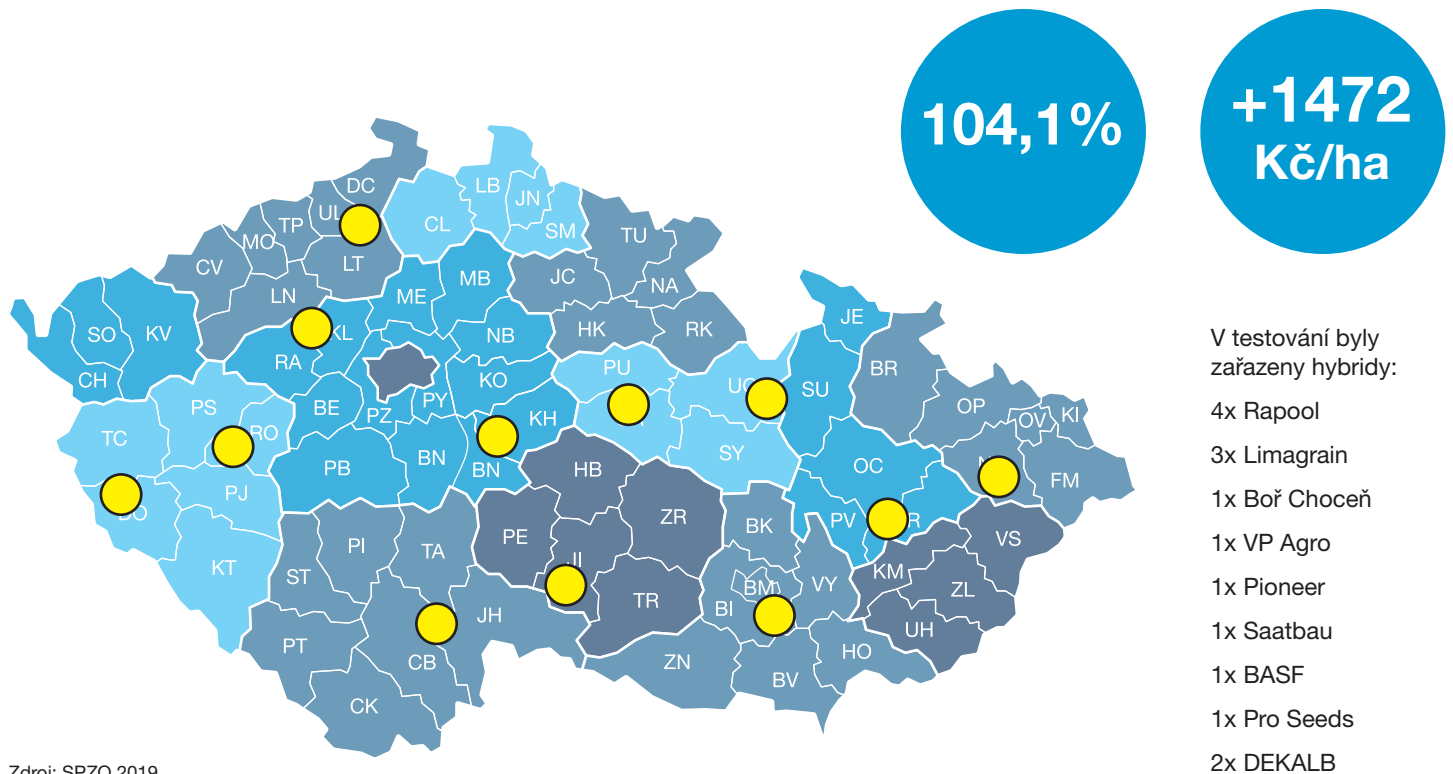 104,1%
+1472
Kč/ha
DC
LB
JN
UL
TP
CL
SM
TU
MO
CV
LT
JC
MB
NA
LN
ME
SO
KV
KL
NB
HK
RK
JE
RA
CH
KO
PU
BR
PS
BE
PZ
PY
KH
SU
OP
OV
KI
TC
RO
SY
PB
BN
BN
HB
OC
FM
PJ
ZR
PV
PE
BK
VS
PI
TA
KT
ST
KM
BM
VY
ZL
TR
BI
JH
UH
PT
CB
ZN
HO
BV
CK
V testování byly
zařazeny hybridy:
4x Rapool
3x Limagrain
1x Boř Choceň
1x VP Agro
1x Pioneer
1x Saatbau
1x BASF
1x Pro Seeds
2x DEKALB
Zdroj: SPZO 2019